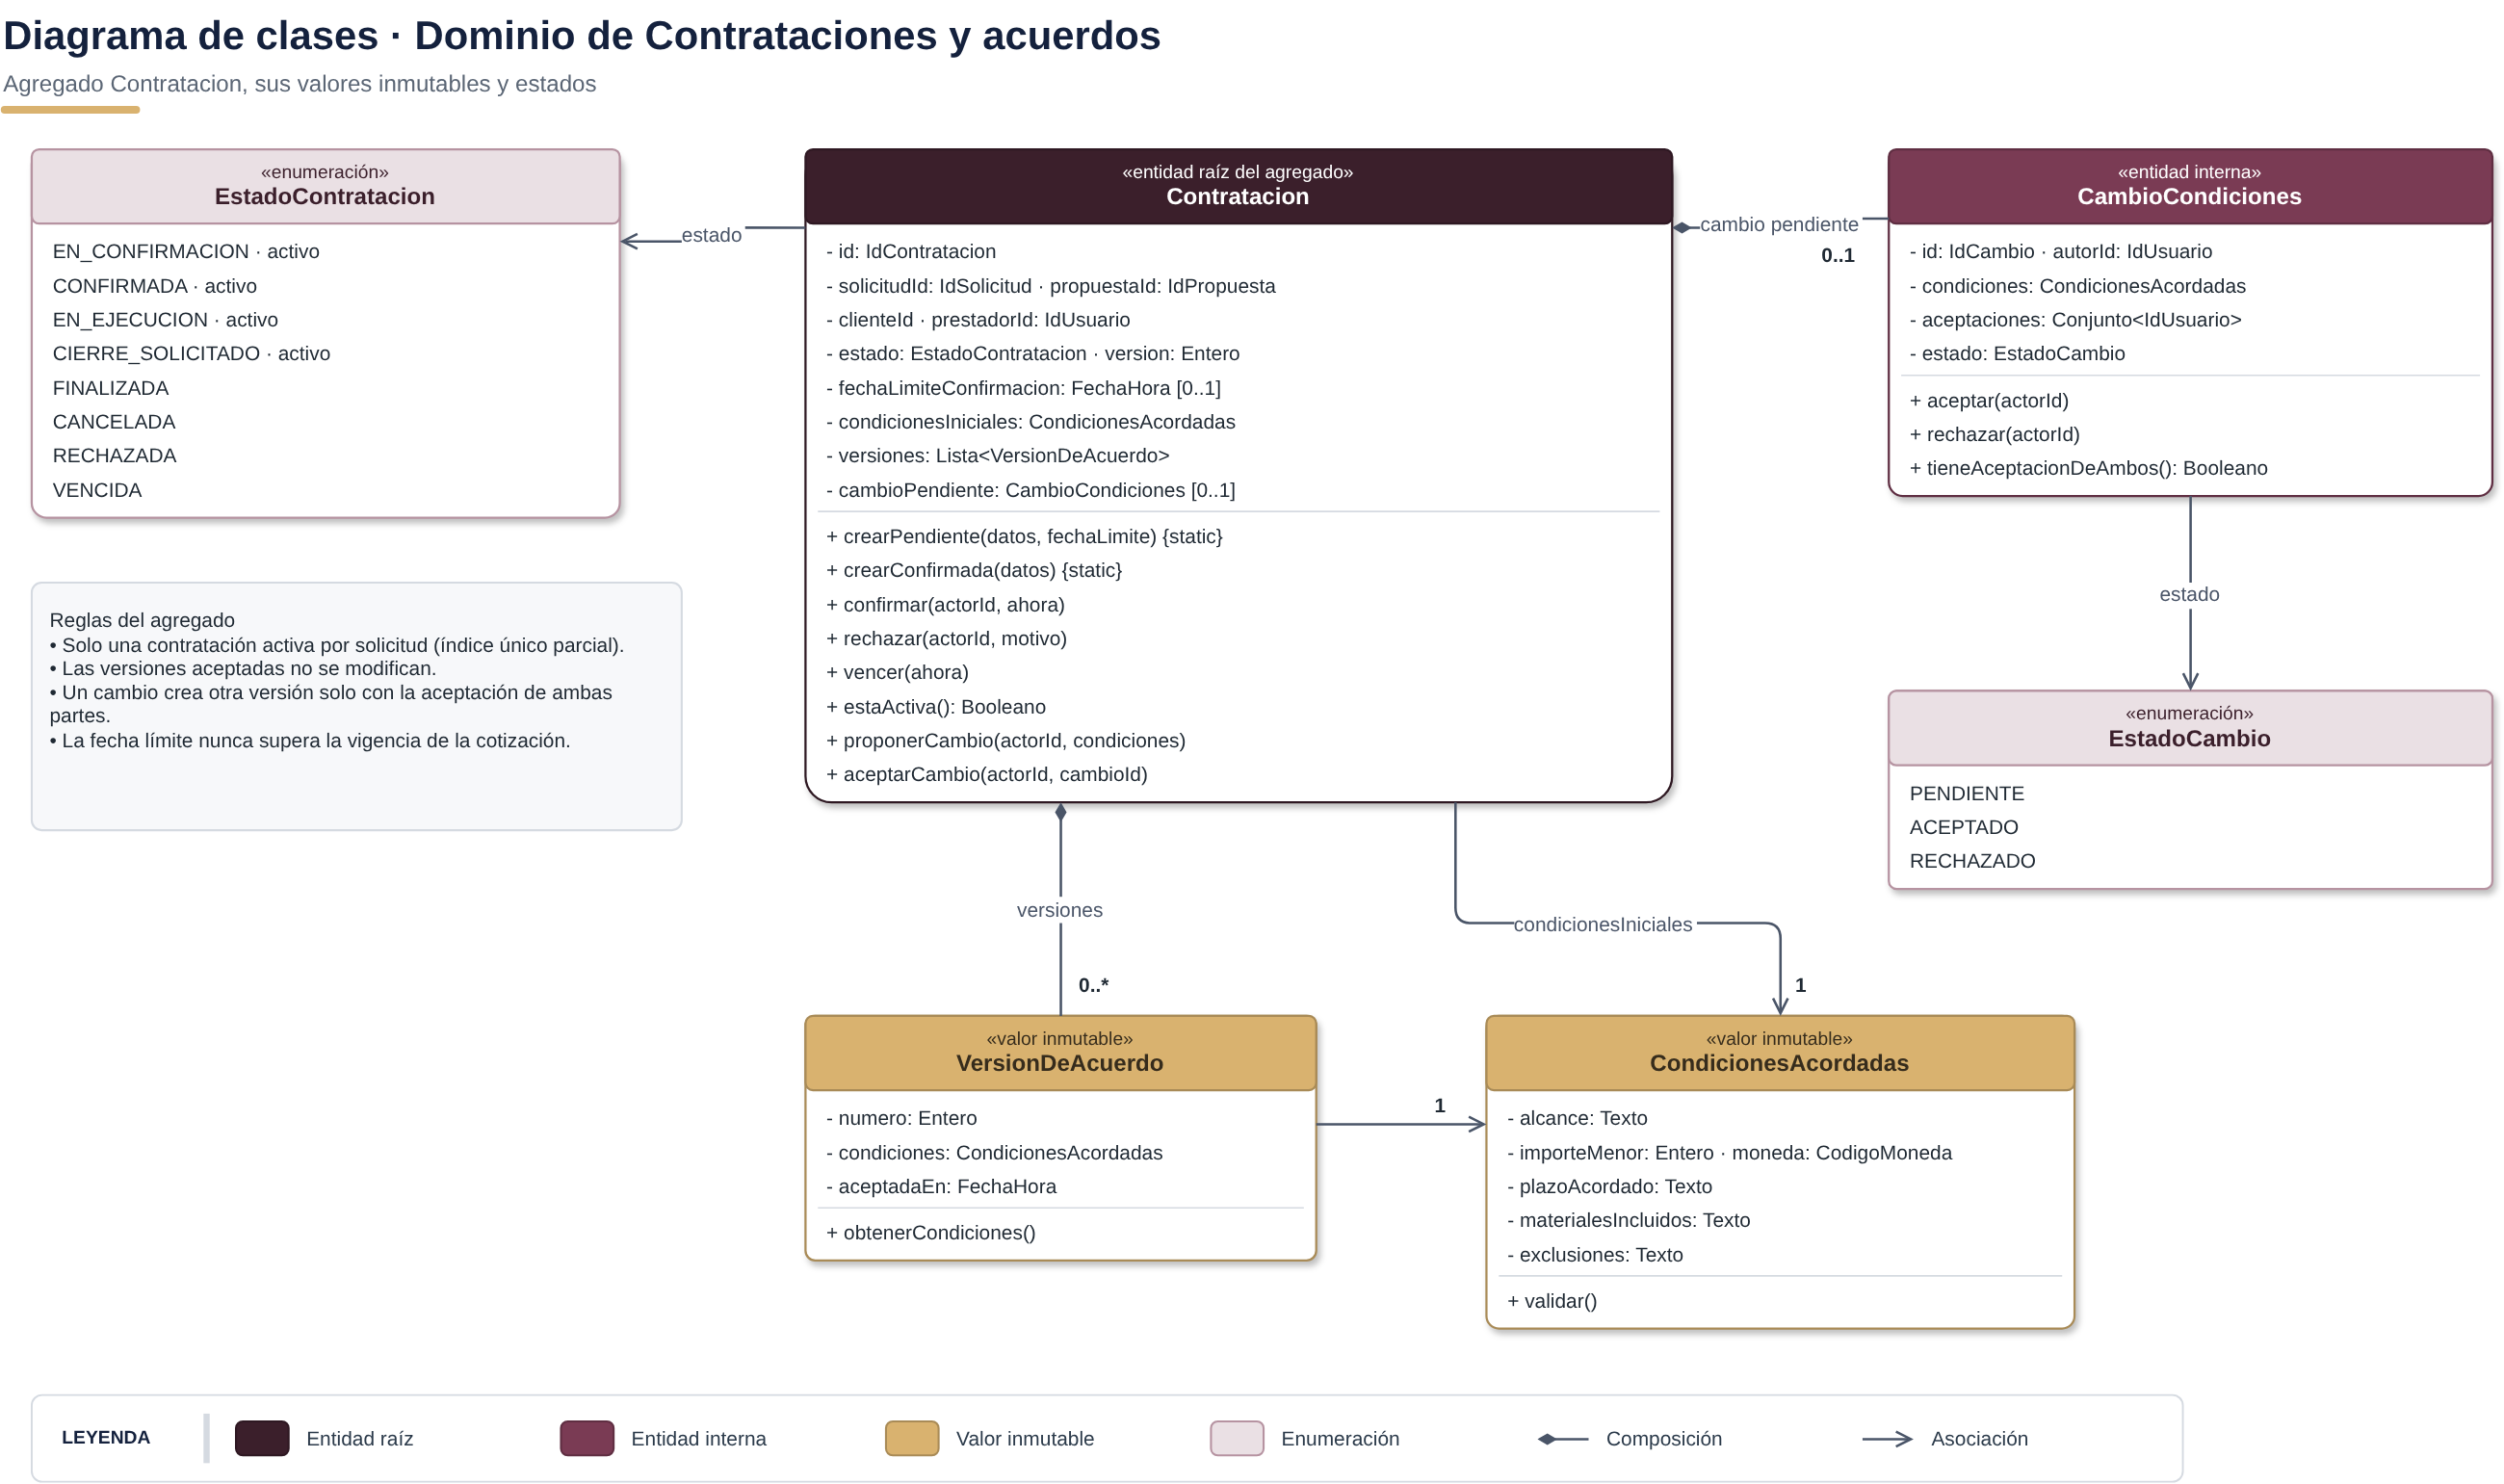 Diagrama de clases · Dominio de Contrataciones y acuerdos
Agregado Contratacion, sus valores inmutables y estados
«enumeración»
EstadoContratacion
EN_CONFIRMACION · activo
CONFIRMADA · activo
EN_EJECUCION · activo
CIERRE_SOLICITADO · activo
FINALIZADA
CANCELADA
RECHAZADA
VENCIDA
estado
«entidad raíz del agregado»
Contratacion
- id: IdContratacion
- solicitudId: IdSolicitud · propuestaId: IdPropuesta
- clienteId · prestadorId: IdUsuario
- estado: EstadoContratacion · version: Entero
- fechaLimiteConfirmacion: FechaHora [0..1]
- condicionesIniciales: CondicionesAcordadas
- versiones: Lista<VersionDeAcuerdo>
- cambioPendiente: CambioCondiciones [0..1]
+ crearPendiente(datos, fechaLimite) {static}
+ crearConfirmada(datos) {static}
+ confirmar(actorId, ahora)
+ rechazar(actorId, motivo)
+ vencer(ahora)
+ estaActiva(): Booleano
+ proponerCambio(actorId, condiciones)
+ aceptarCambio(actorId, cambioId)
cambio pendiente
0..1
«entidad interna»
CambioCondiciones
- id: IdCambio · autorId: IdUsuario
- condiciones: CondicionesAcordadas
- aceptaciones: Conjunto<IdUsuario>
- estado: EstadoCambio
+ aceptar(actorId)
+ rechazar(actorId)
+ tieneAceptacionDeAmbos(): Booleano
estado
«enumeración»
EstadoCambio
PENDIENTE
ACEPTADO
RECHAZADO
Reglas del agregado
• Solo una contratación activa por solicitud (índice único parcial).
• Las versiones aceptadas no se modifican.
• Un cambio crea otra versión solo con la aceptación de ambas
partes.
• La fecha límite nunca supera la vigencia de la cotización.
versiones
0..*
condicionesIniciales
1
«valor inmutable»
VersionDeAcuerdo
- numero: Entero
- condiciones: CondicionesAcordadas
- aceptadaEn: FechaHora
+ obtenerCondiciones()
1
«valor inmutable»
CondicionesAcordadas
- alcance: Texto
- importeMenor: Entero · moneda: CodigoMoneda
- plazoAcordado: Texto
- materialesIncluidos: Texto
- exclusiones: Texto
+ validar()
LEYENDA
Entidad raíz
Entidad interna
Valor inmutable
Enumeración
Composición
Asociación